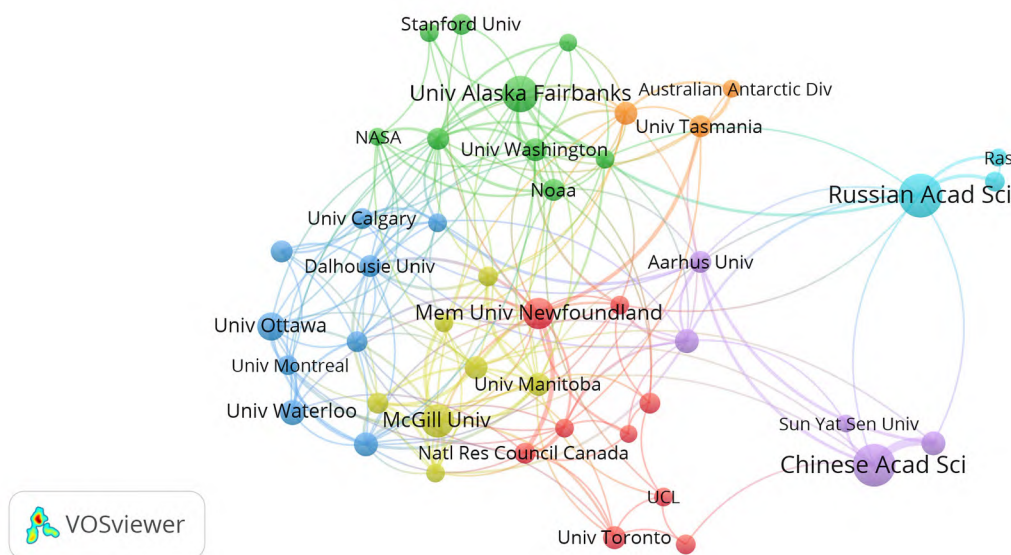 Stanford Univ
Univ Alaska Fairbanks
Australian Antarctic Div
Univ Tasmania
NASA
Univ Washington
Ras
Noaa
Russian Acad Sci
Univ Calgary
Dalhousie Univ
Aarhus Univ
Mem Univ Newfoundland
Univ Ottawa
Univ Montreal
Univ Manitoba
Univ Waterloo
McGill Univ
Sun Yat Sen Univ
Natl Res Council Canada
Chinese Acad Sci
UCL
Univ Toronto
VOSviewer